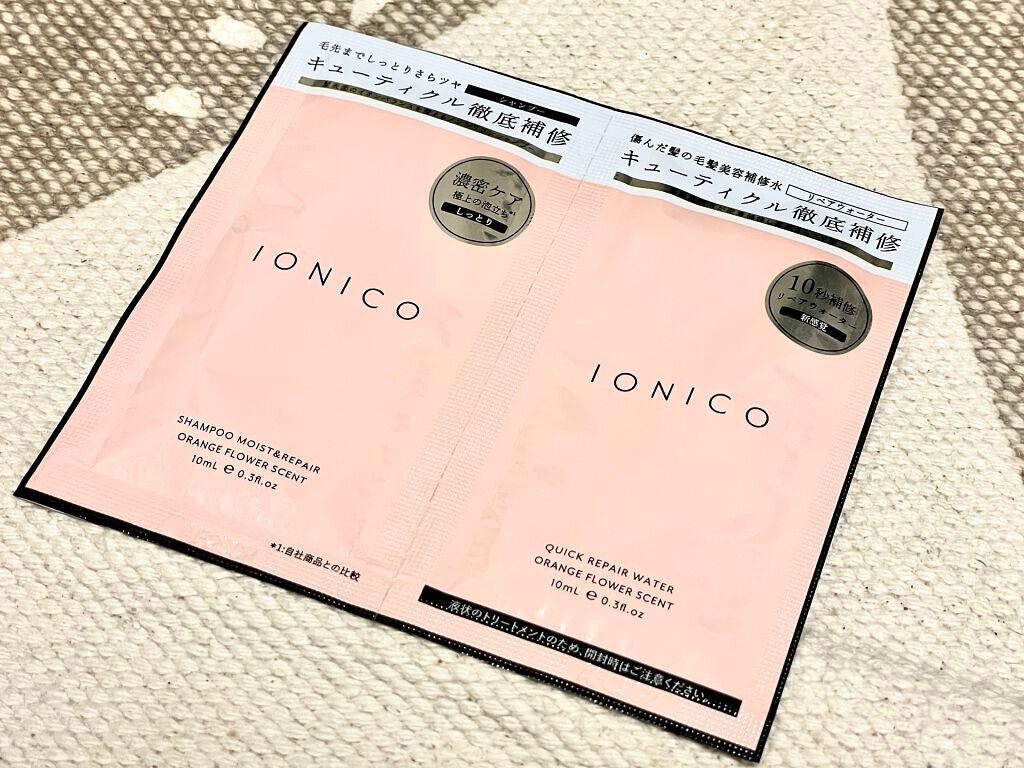 毛先までしっとりさらツヤ
シャンプー
キューティクル徹底補修
濃密ケア
極上の泡立ち*1
しっとり
IONICO
SHAMPOO MOIST&REPAIR
ORANGE FLOWER SCENT
10mL ℮ 0.3fl.oz
*1:自社商品との比較
傷んだ髪の毛髪美容補修水
リペアウォーター
キューティクル徹底補修
10秒補修
リペアウォーター
新感覚
IONICO
QUICK REPAIR WATER
ORANGE FLOWER SCENT
10mL ℮ 0.3fl.oz
液状のトリートメントのため、開封時はご注意ください。